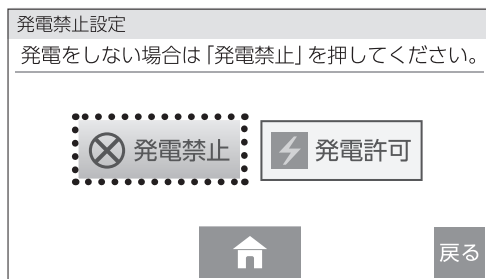 発電禁止設定
発電をしない場合は「発電禁止」を押してください。
発電禁止 発電許可
戻る